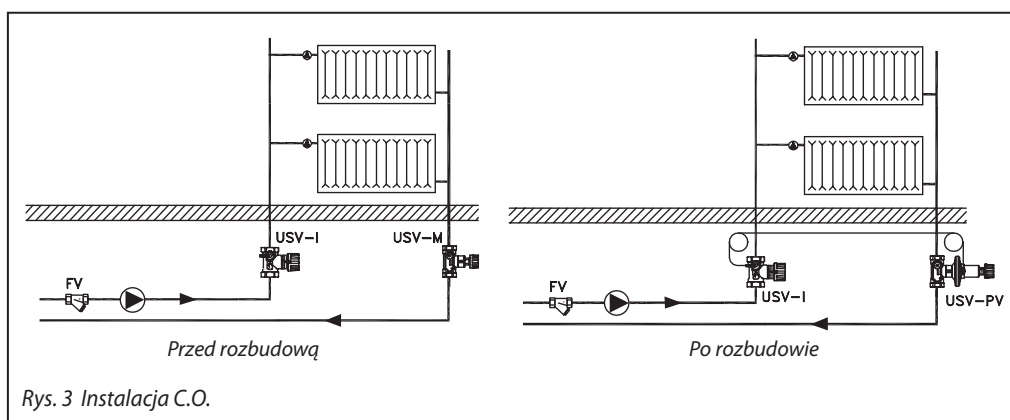 USV-I
USV-M
FV
Przed rozbudową
FV
USV-I
USV-PV
Po rozbudowie
Rys. 3 Instalacja C.O.